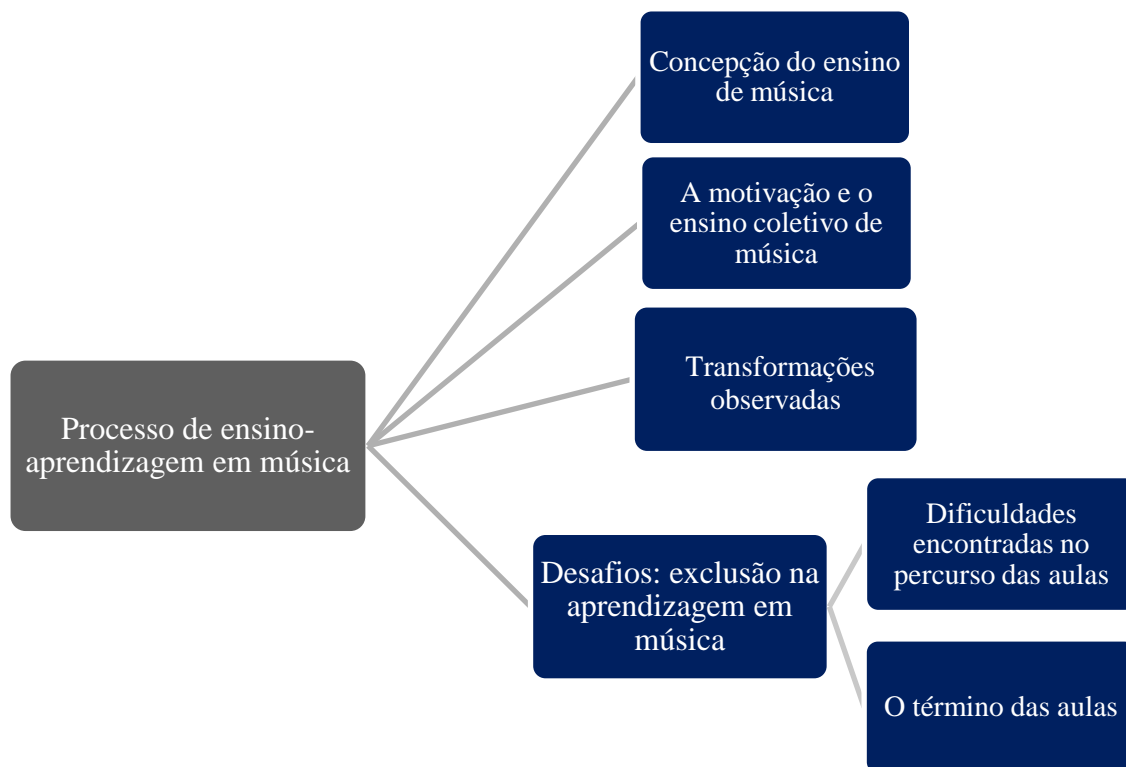 Concepção do ensino
de música
A motivação e o
ensino coletivo de
música
Transformações
observadas
Processo de ensino-
aprendizagem em música
Desafios: exclusão na
aprendizagem em
música
Dificuldades
encontradas no
percurso das aulas
O término das aulas